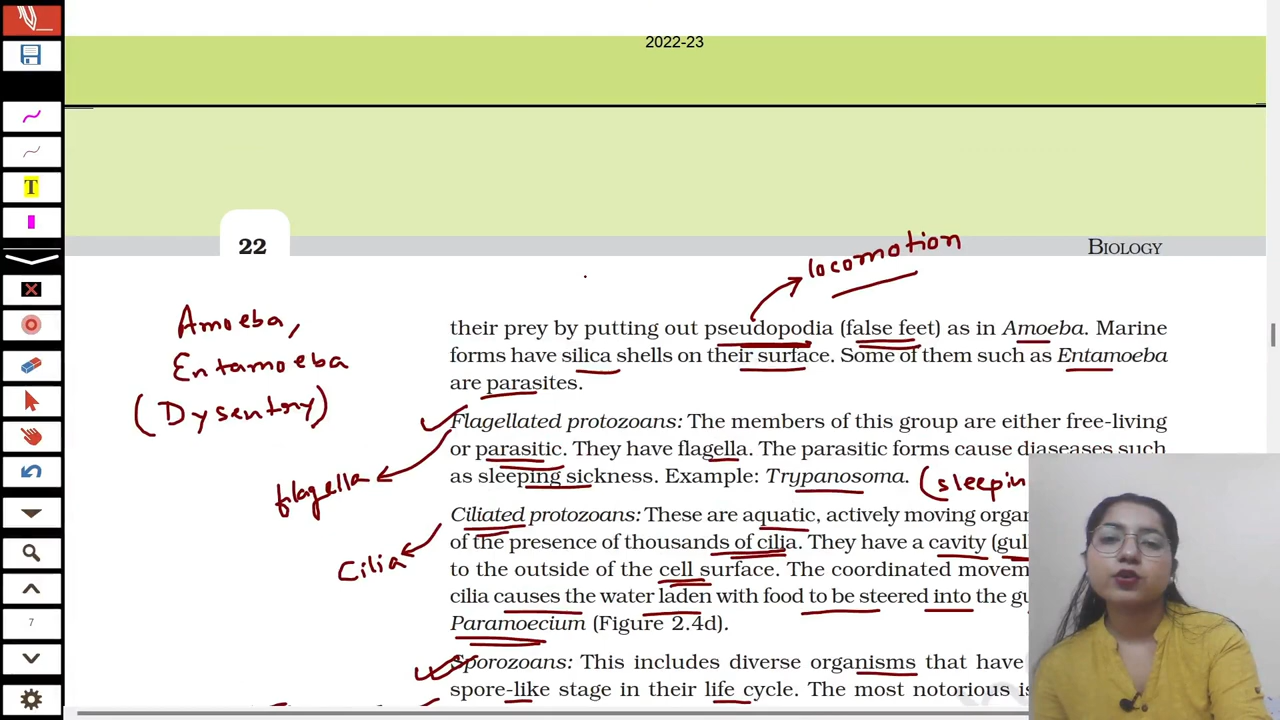 2022-23
22
BIOLOGY
locomotion
Amoeba,
Entamoeba
(Dysentry)
their prey by putting out pseudopodia (false feet) as in Amoeba. Marine
forms have silica shells on their surface. Some of them such as Entamoeba
are parasites.
Flagellated protozoans: The members of this group are either free-living
or parasitic. They have flagella. The parasitic forms cause diaseases such
as sleeping sickness. Example: Trypanosoma. (sleepin
flagella
Ciliated protozoans: These are aquatic, actively moving
of the presence of thousands of cilia. They have a cavity
Cilia
to the outside of the cell surface. The coordinated
cilia causes the water laden with food to be steered into the
Paramoecium (Figure 2.4d).
Sporozoans: This includes diverse organisms that have
spore-like stage in their life cycle. The most notorious
T
7